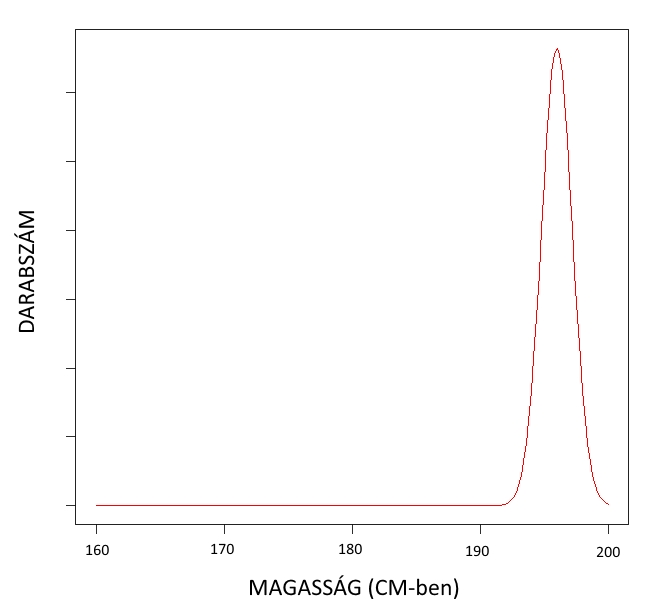 DARABSZÁM
160 170 180 190 200
MAGASSÁG (CM-ben)